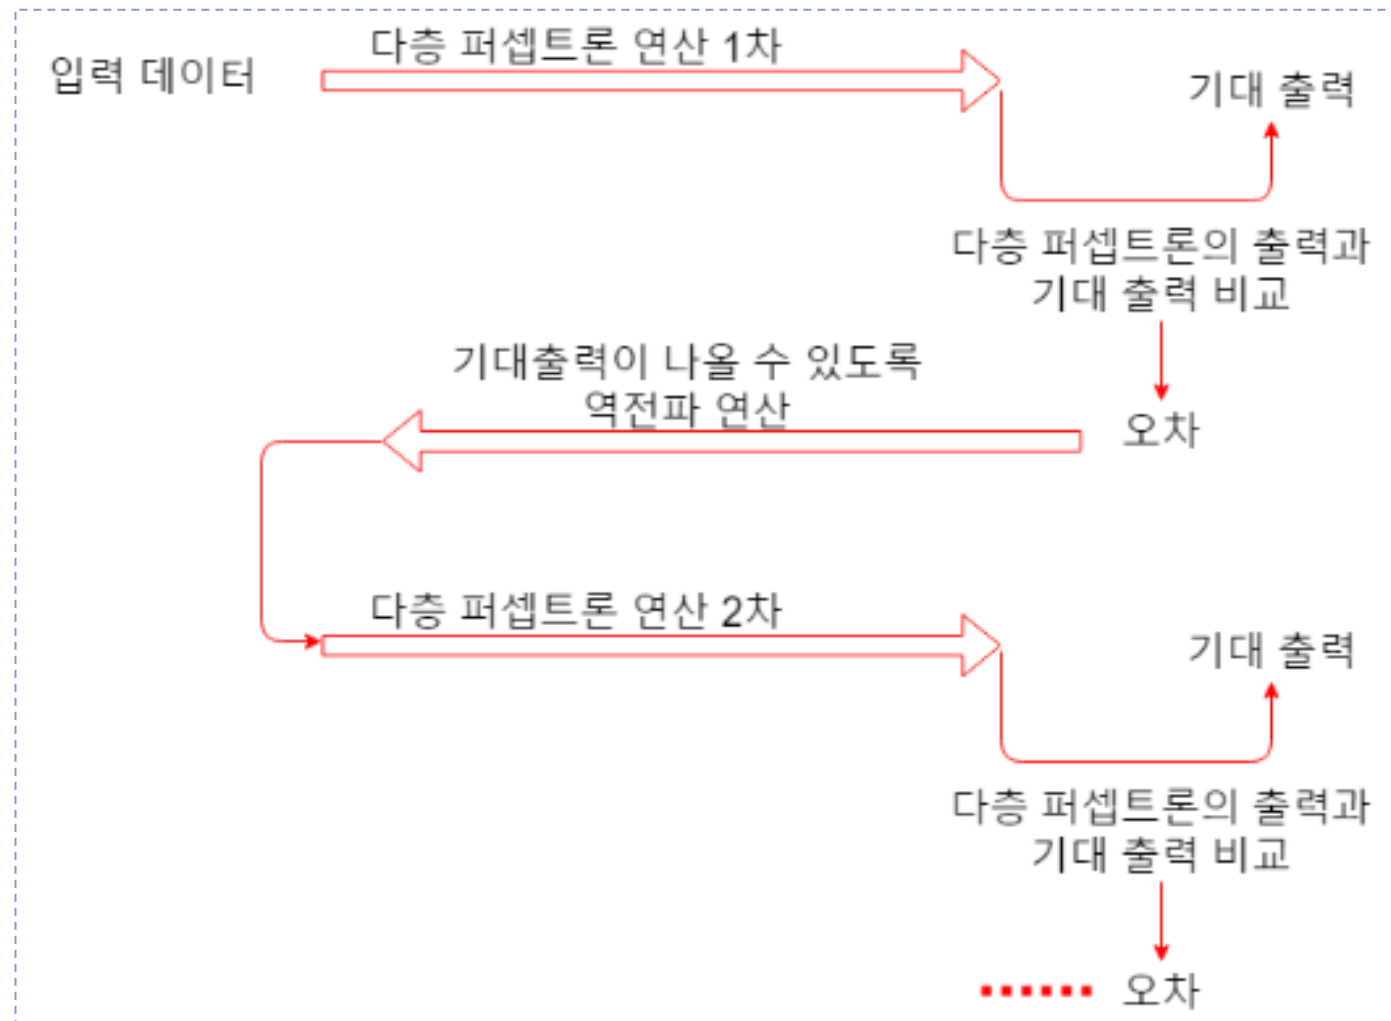 입력 데이터
다층 퍼셉트론 연산 1차
기대 출력
다층 퍼셉트론의 출력과
기대 출력 비교
기대출력이 나올 수 있도록
역전파 연산
오차
다층 퍼셉트론 연산 2차
기대 출력
다층 퍼셉트론의 출력과
기대 출력 비교
오차